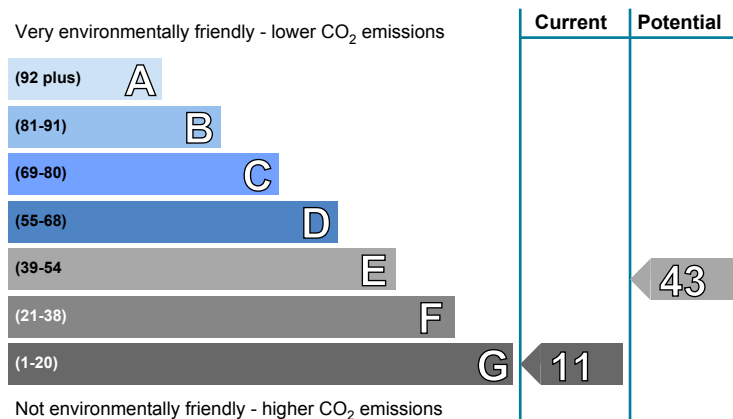 Current Potential
Very environmentally friendly - lower CO2 emissions
(92 plus) A
(81-91) B
(69-80) C
(55-68) D
(39-54 E
43
(21-38) F
(1-20) G 11
Not environmentally friendly - higher CO2 emissions